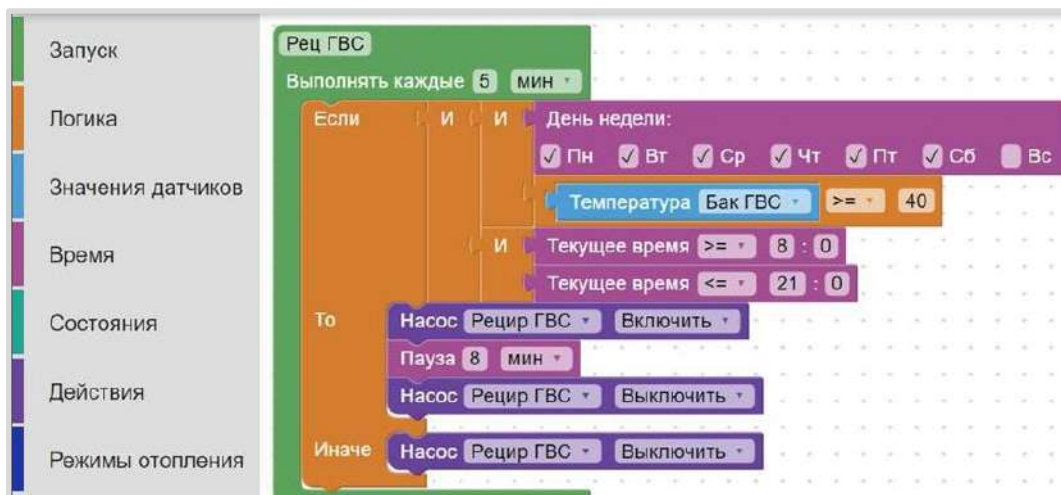 Запуск
Логика
Значения датчиков
Время
Состояния
Действия
Режимы отопления
Рец ГВС
Выполнять каждые 5 мин
Если И И День недели:
Пн Вт Ср Чт Пт Сб Вс
Температура Бак ГВС >= 40
И Текущее время >= 8 : 0
Текущее время <= 21 : 0
То Насос Рецир ГВС Включить
Пауза 8 мин
Насос Рецир ГВС Выключить
Иначе Насос Рецир ГВС Выключить